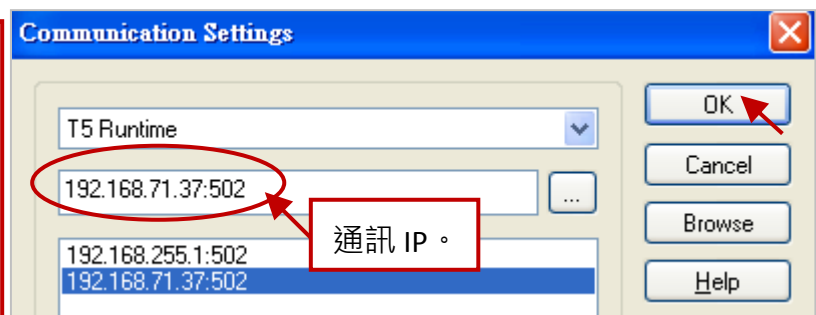 Communication Settings
T5 Runtime
OK
192.168.71.37:502
...
Cancel
通訊 IP。
Browse
192.168.255.1:502
192.168.71.37:502
Help